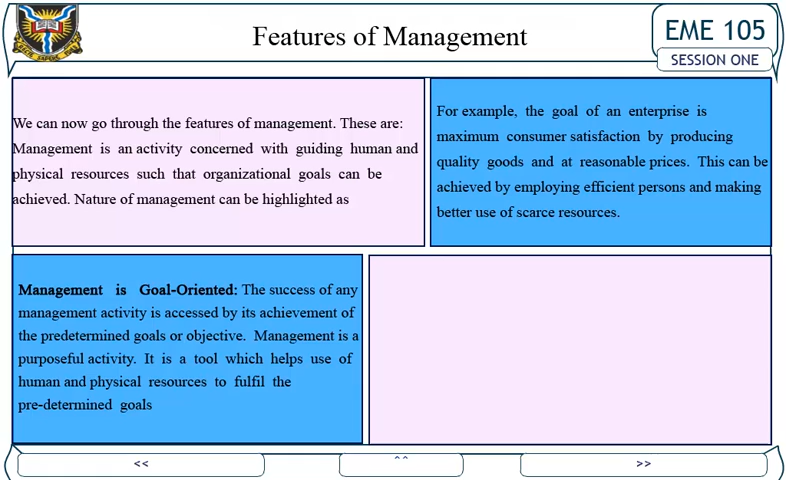 Features of Management
EME 105
SESSION ONE
We can now go through the features of management. These are:
Management is an activity concerned with guiding human and
physical resources such that organizational goals can be
achieved. Nature of management can be highlighted as
For example, the goal of an enterprise is
maximum consumer satisfaction by producing
quality goods and at reasonable prices. This can be
achieved by employing efficient persons and making
better use of scarce resources.
Management is Goal-Oriented: The success of any
management activity is accessed by its achievement of
the predetermined goals or objective. Management is a
purposeful activity. It is a tool which helps use of
human and physical resources to fulfil the
pre-determined goals
<<
^^
>>